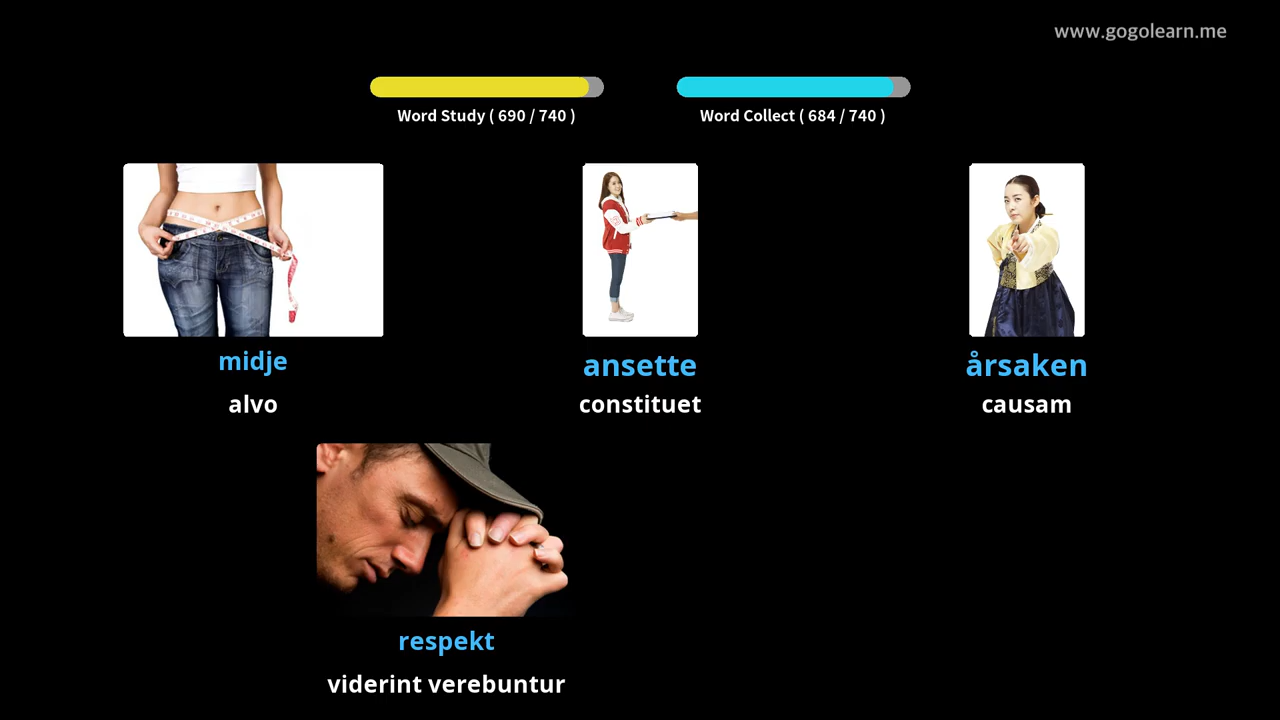 www.gogolearn.me
Word Study ( 690 / 740 )
Word Collect ( 684 / 740 )
midje
ansette
årsaken
alvo
constituet
causam
respekt
viderint verebuntur